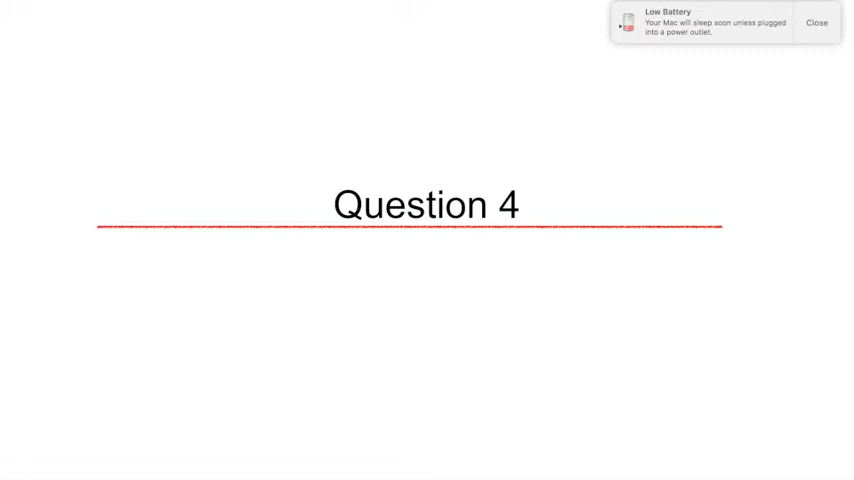 Low Battery
Your Mac will sleep soon unless plugged
into a power outlet.
Close
Question 4